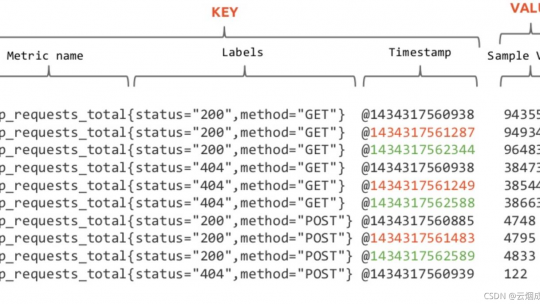 KEY
VALU
Metric name Labels Timestamp Sample V
p_requests_total{status="200",method="GET"} @1434317560938 94355
p_requests_total{status="200",method="GET"} @1434317561287 94934
p_requests_total{status="200",method="GET"} @1434317562344 96483
p_requests_total{status="404",method="GET"} @1434317560938 38473
p_requests_total{status="404",method="GET"} @1434317561249 38544
p_requests_total{status="404",method="GET"} @1434317562588 38663
p_requests_total{status="200",method="POST"} @1434317560885 4748
p_requests_total{status="200",method="POST"} @1434317561483 4795
p_requests_total{status="200",method="POST"} @1434317562589 4833
p_requests_total{status="404",method="POST"} @1434317560939 122
CSDN @云烟成